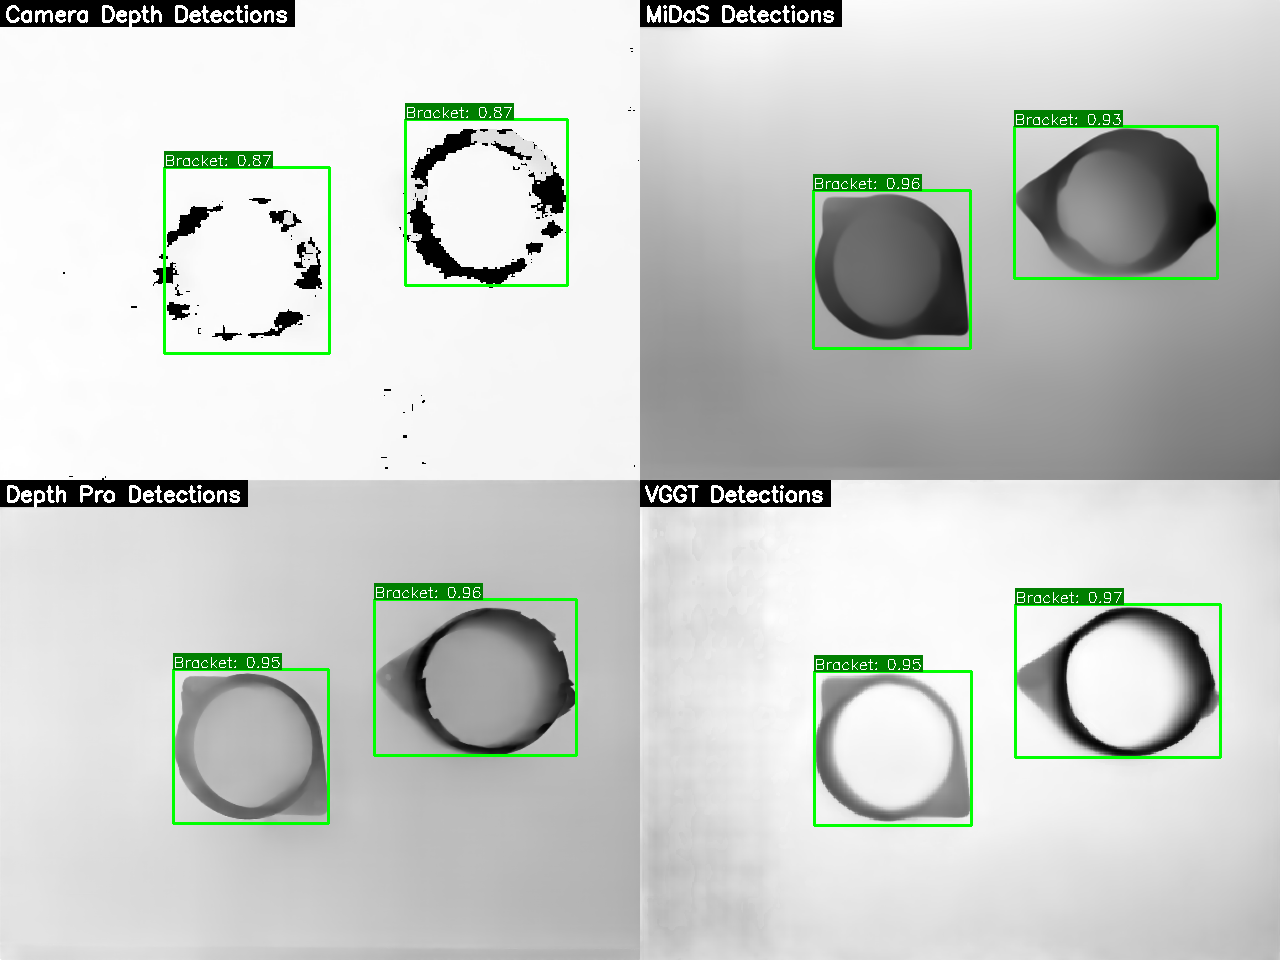 Camera Depth Detections
Bracket: 0.87
Bracket: 0.87
MiDaS Detections
Bracket: 0.93
Bracket: 0.96
Depth Pro Detections
Bracket: 0.96
Bracket: 0.95
VGGT Detections
Bracket: 0.97
Bracket: 0.95